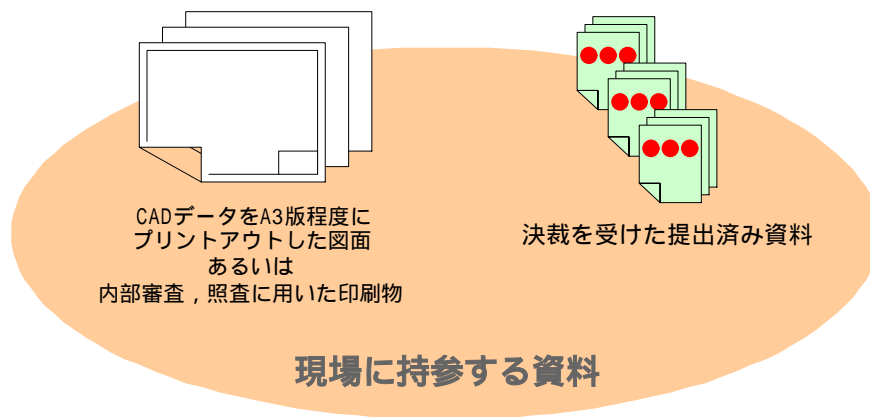 CADデータをA3版程度に
プリントアウトした図面
あるいは
内部審査，照査に用いた印刷物
決裁を受けた提出済み資料
現場に持参する資料